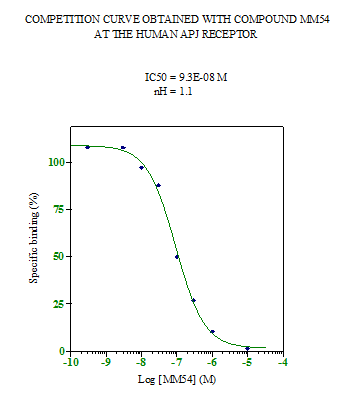 COMPETITION CURVE OBTAINED WITH COMPOUND MM54
AT THE HUMAN APJ RECEPTOR
IC50 = 9.3E-08 M
nH = 1.1
Specific binding (%)
100
75
50
25
0
-10 -9 -8 -7 -6 -5 -4
Log [MM54] (M)